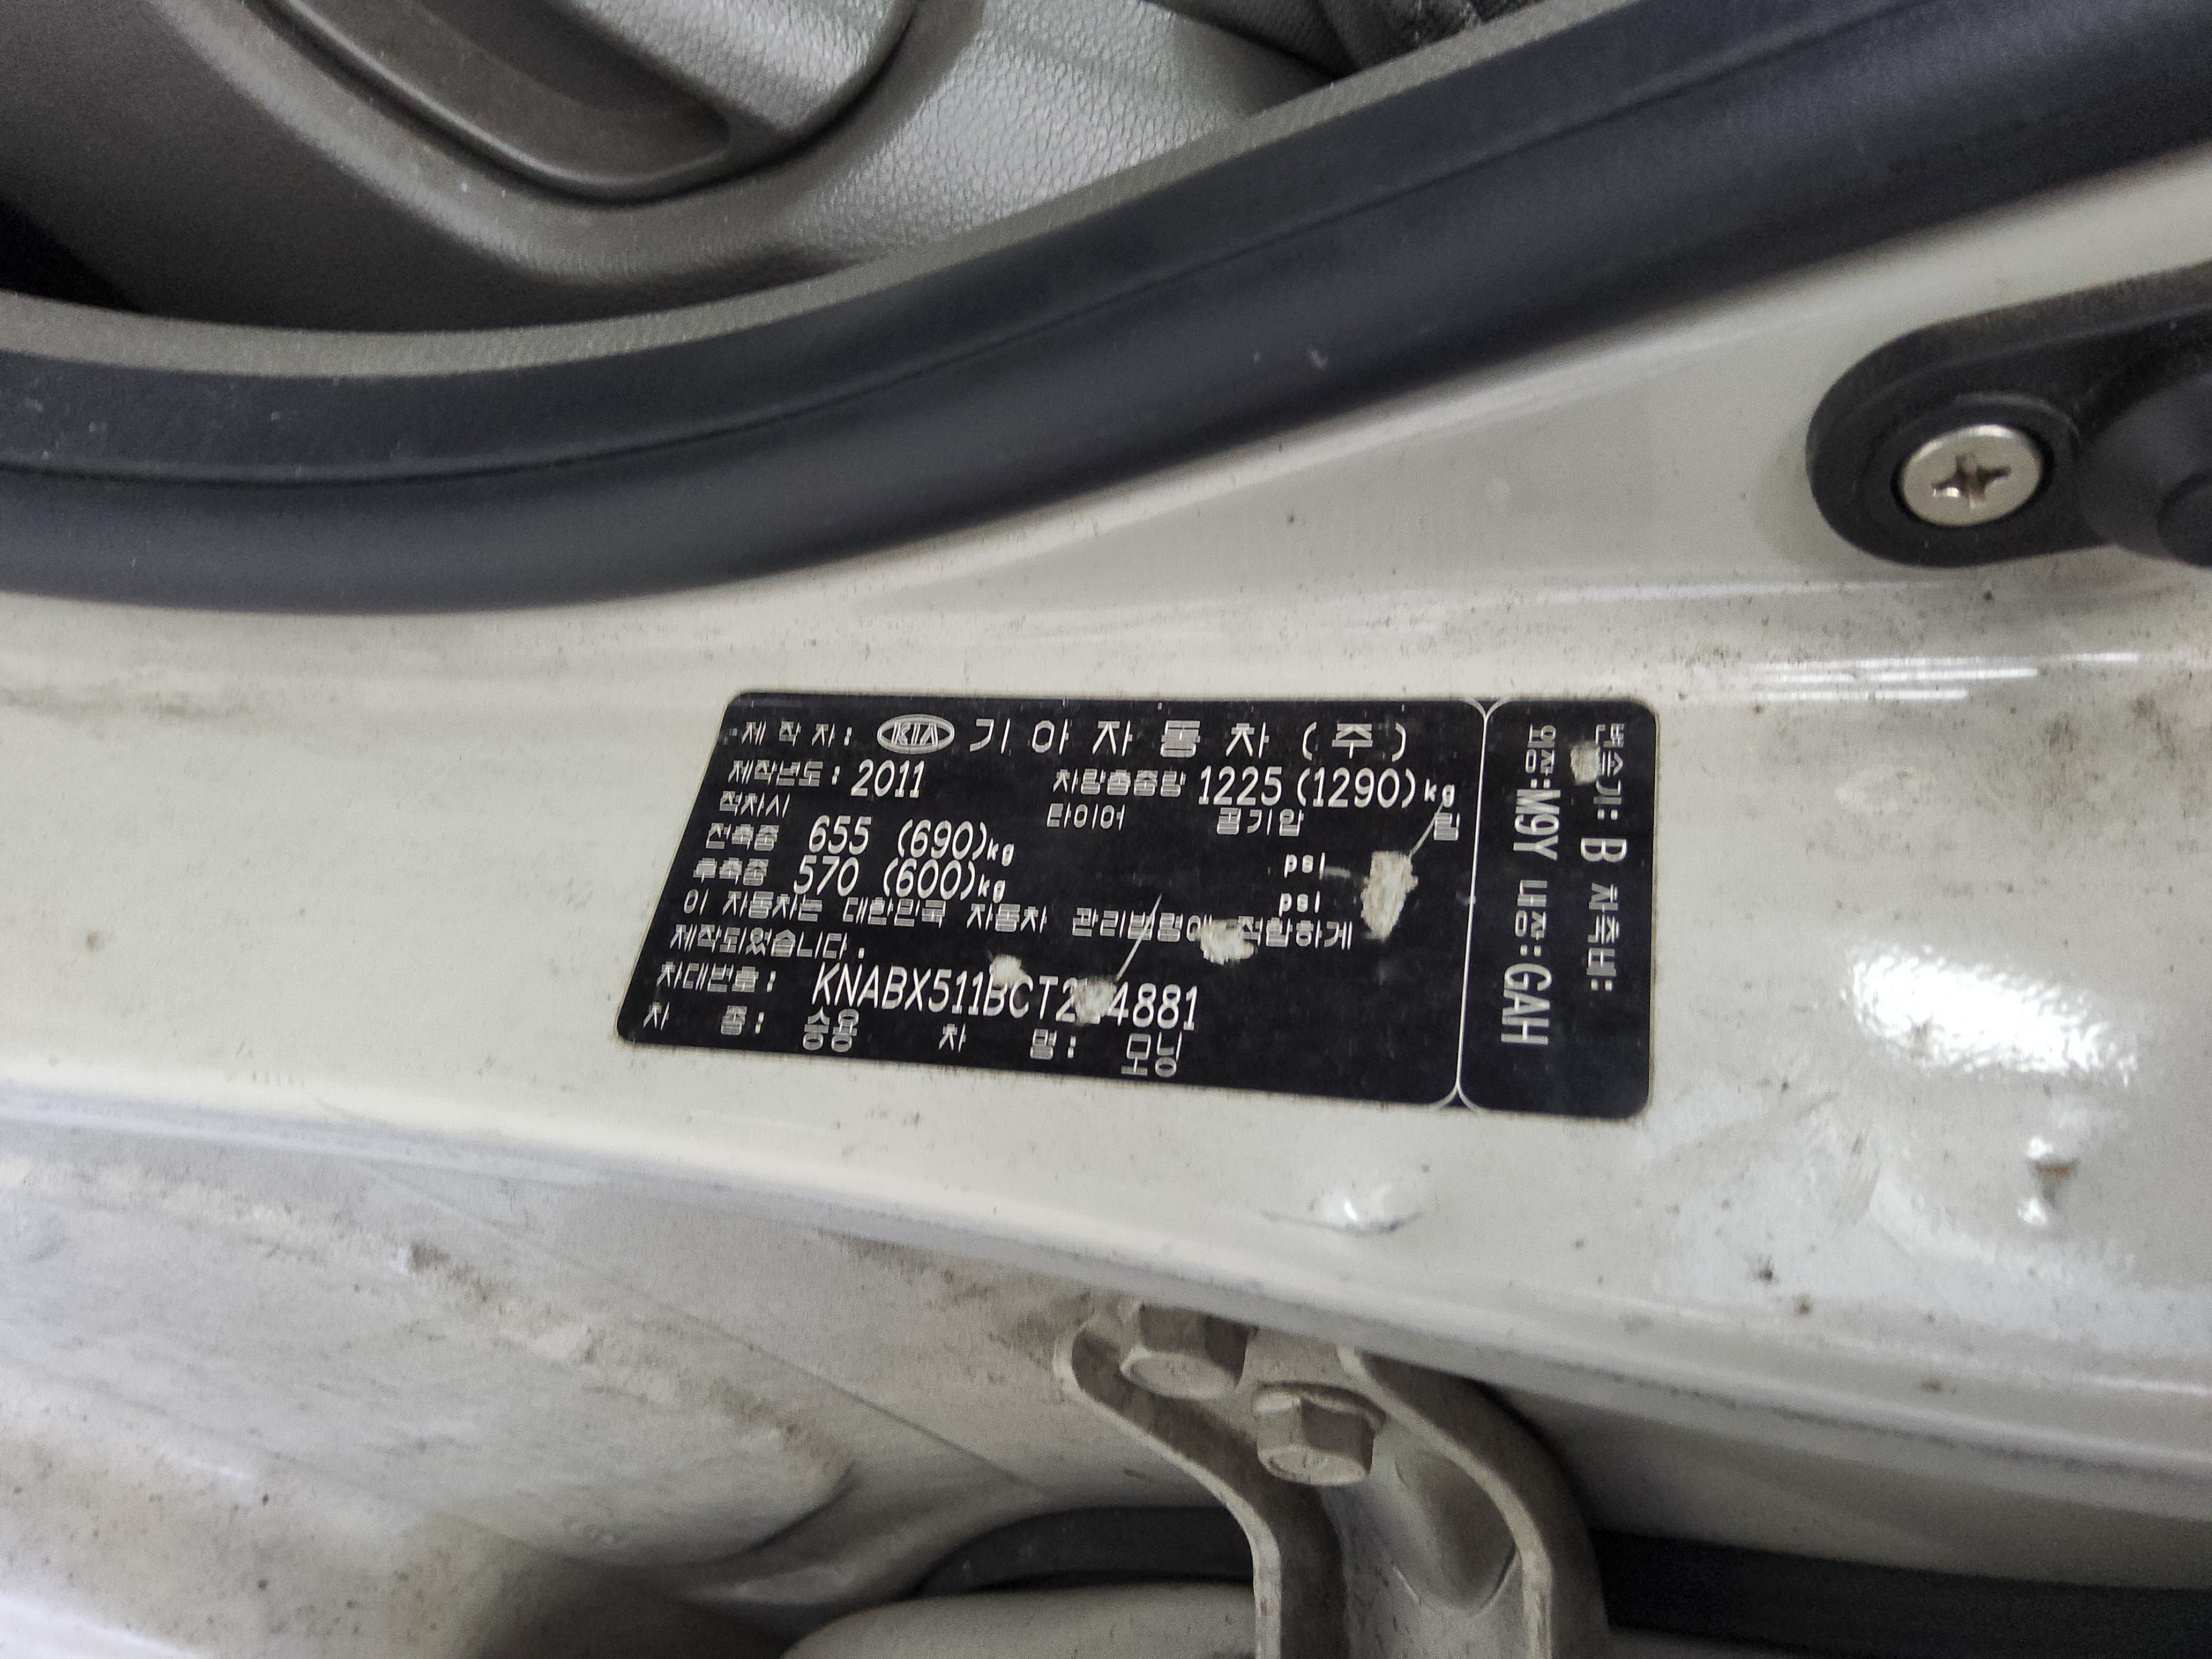 제 작 자 : KIA 기 아 자 동 차 ( 주 )
제작년도 : 2011 차량총중량 1225 (1290) kg
적차시 타이어 공기압 림
전축중 655 (690)kg psi
후축중 570 (600)kg psi
이 자동차는 대한민국 자동차 관리법령에 적합하게
제작되었습니다.
차대번호 : 
차 종 : 승용 차 명 : 모닝
변속기: B 차축비:
외장:M9Y 내장:GAH